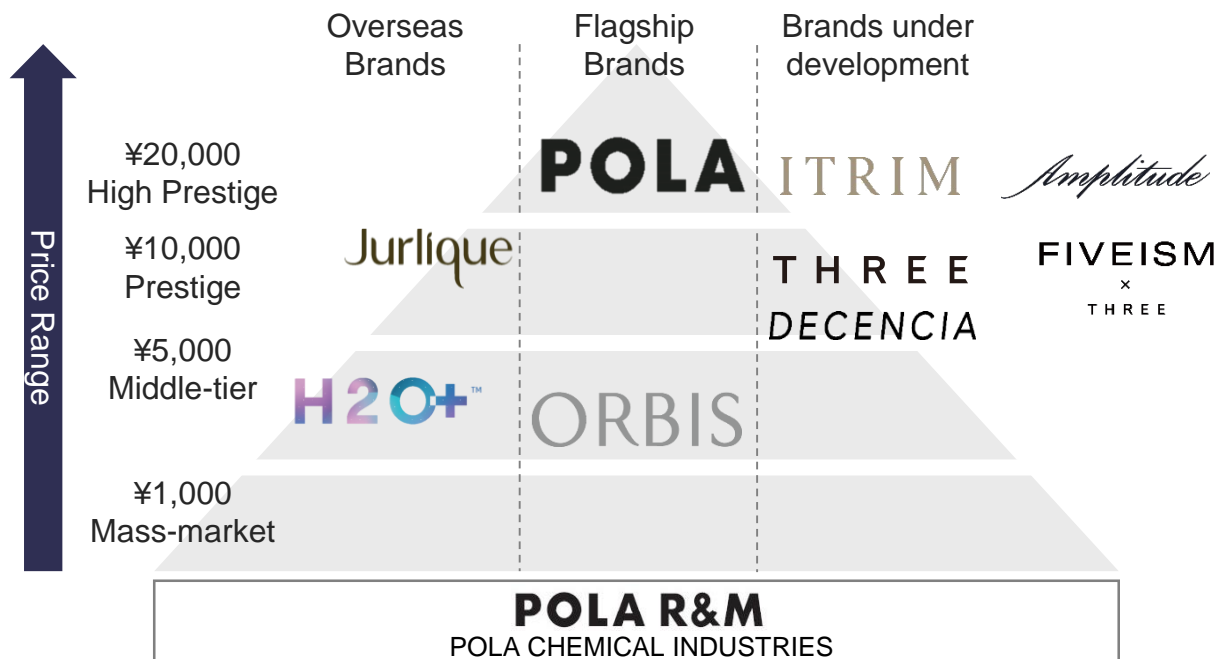 Overseas
Brands
Flagship
Brands
Brands under
development
Price Range
¥20,000
High Prestige
POLA
ITRIM
Amplitude
¥10,000
Prestige
Jurlique
THREE
FIVEISM
×
THREE
DECENCIA
¥5,000
Middle-tier
H2O+™
ORBIS
¥1,000
Mass-market
POLA R&M
POLA CHEMICAL INDUSTRIES